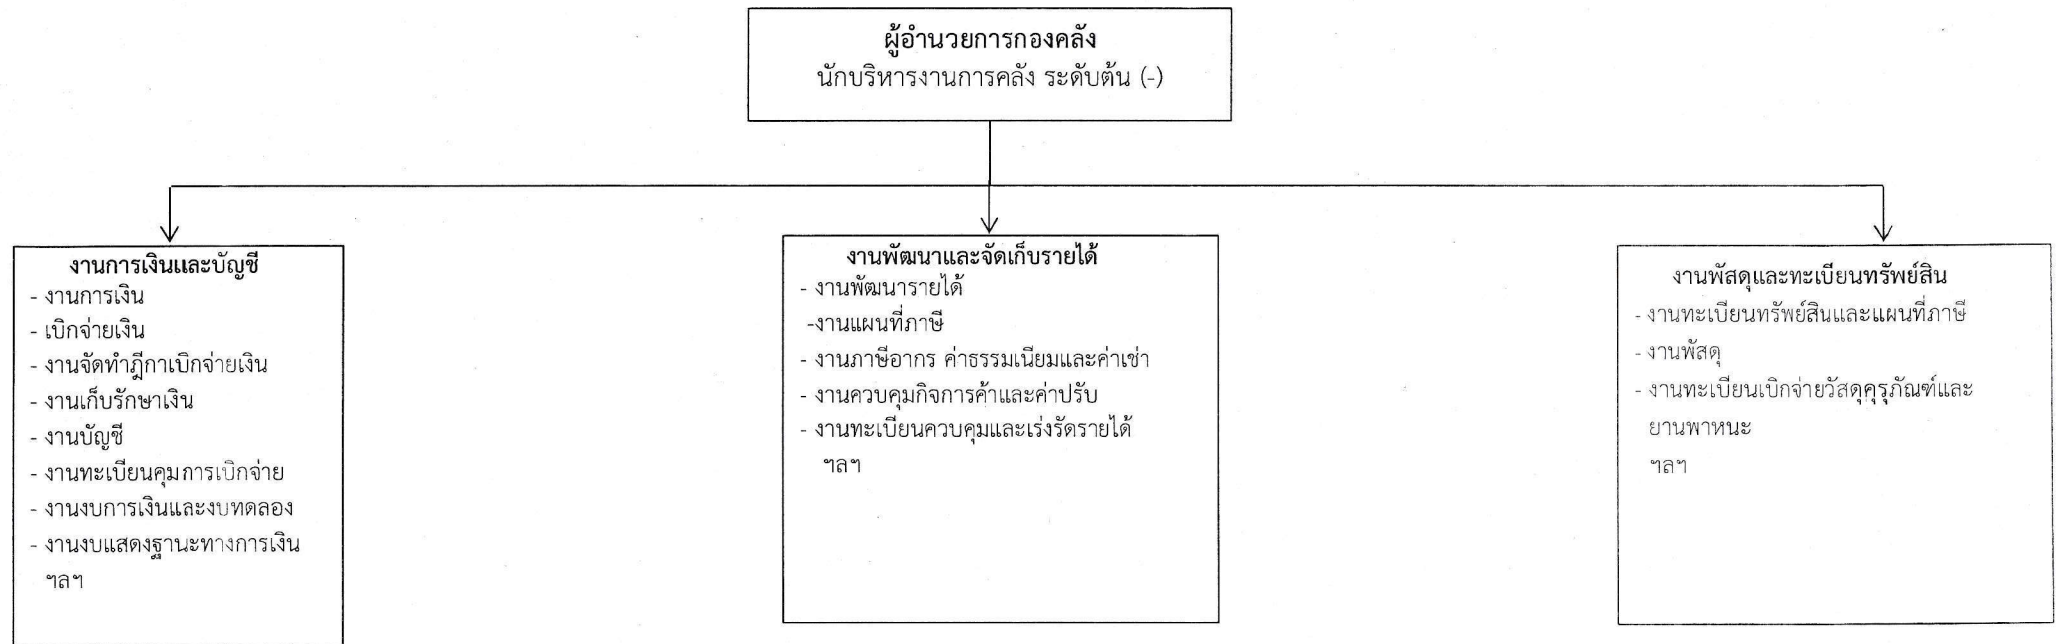 ผู้อำนวยการกองคลัง
นักบริหารงานการคลัง ระดับต้น (-)
งานการเงินและบัญชี
- งานการเงิน
- เบิกจ่ายเงิน
- งานจัดทำฎีกาเบิกจ่ายเงิน
- งานเก็บรักษาเงิน
- งานบัญชี
- งานทะเบียนคุมการเบิกจ่าย
- งานงบการเงินและงบทดลอง
- งานงบแสดงฐานะทางการเงิน
ฯลฯ
งานพัฒนาและจัดเก็บรายได้
- งานพัฒนารายได้
-งานแผนที่ภาษี
- งานภาษีอากร ค่าธรรมเนียมและค่าเช่า
- งานควบคุมกิจการค้าและค่าปรับ
- งานทะเบียนควบคุมและเร่งรัดรายได้
ฯลฯ
งานพัสดุและทะเบียนทรัพย์สิน
- งานทะเบียนทรัพย์สินและแผนที่ภาษี
- งานพัสดุ
- งานทะเบียนเบิกจ่ายวัสดุคุรุภัณฑ์และ
ยานพาหนะ
ฯลฯ